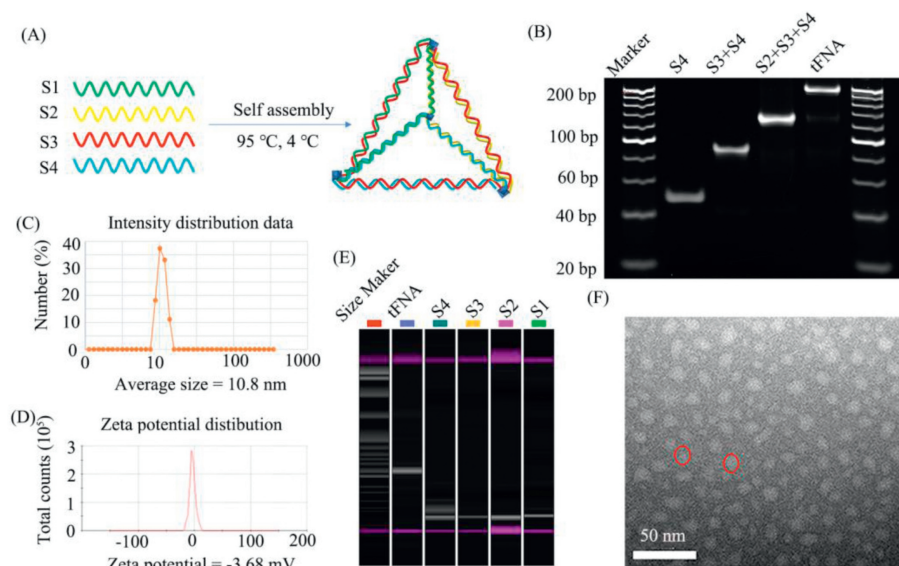 (A)
S1
S2
S3
S4
Self assembly
95 °C, 4 °C
(B)
Marker
S4
S3+S4
S2+S3+S4
tFNA
200 bp
100 bp
60 bp
40 bp
20 bp
(C)
Intensity distribution data
Number (%)
40
30
20
10
0
0
10
100
1000
Average size = 10.8 nm
(D)
Zeta potential distibution
Total counts (10⁵)
3
2
1
0
-100
0
100
200
Zeta potential = -3.68 mV
(E)
Size Maker
tFNA
S4
S3
S2
S1
(F)
50 nm